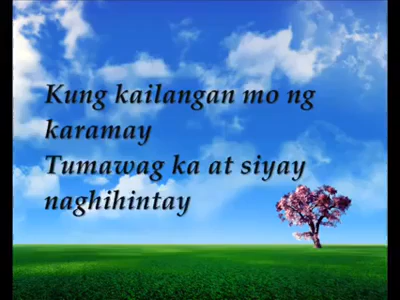 Kung kailangan mo ng
karamay
Tumawag ka at siyay
naghihintay